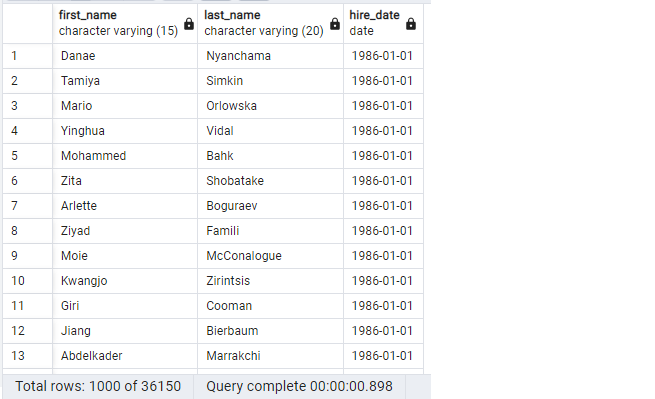 first_name last_name hire_date
character varying (15) character varying (20) date
1 Danae Nyanchama 1986-01-01
2 Tamiya Simkin 1986-01-01
3 Mario Orlowska 1986-01-01
4 Yinghua Vidal 1986-01-01
5 Mohammed Bahk 1986-01-01
6 Zita Shobatake 1986-01-01
7 Arlette Boguraev 1986-01-01
8 Ziyad Famili 1986-01-01
9 Moie McConalogue 1986-01-01
10 Kwangjo Zirintsis 1986-01-01
11 Giri Cooman 1986-01-01
12 Jiang Bierbaum 1986-01-01
13 Abdelkader Marrakchi 1986-01-01
Total rows: 1000 of 36150 Query complete 00:00:00.898